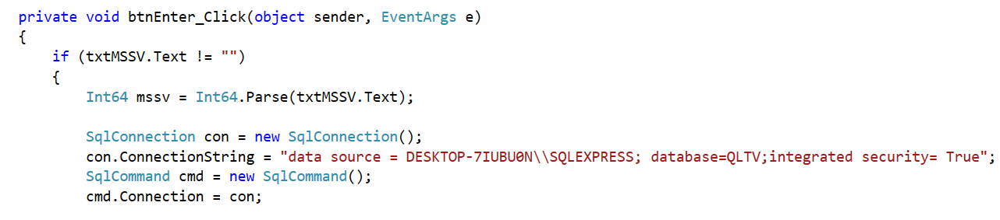 private void btnEnter_Click(object sender, EventArgs e)
{
if (txtMSSV.Text != "")
{
Int64 mssv = Int64.Parse(txtMSSV.Text);
SqlConnection con = new SqlConnection();
con.ConnectionString = "data source = DESKTOP-7IUBU0N\\SQLEXPRESS; database=QLTV;integrated security= True";
SqlCommand cmd = new SqlCommand();
cmd.Connection = con;